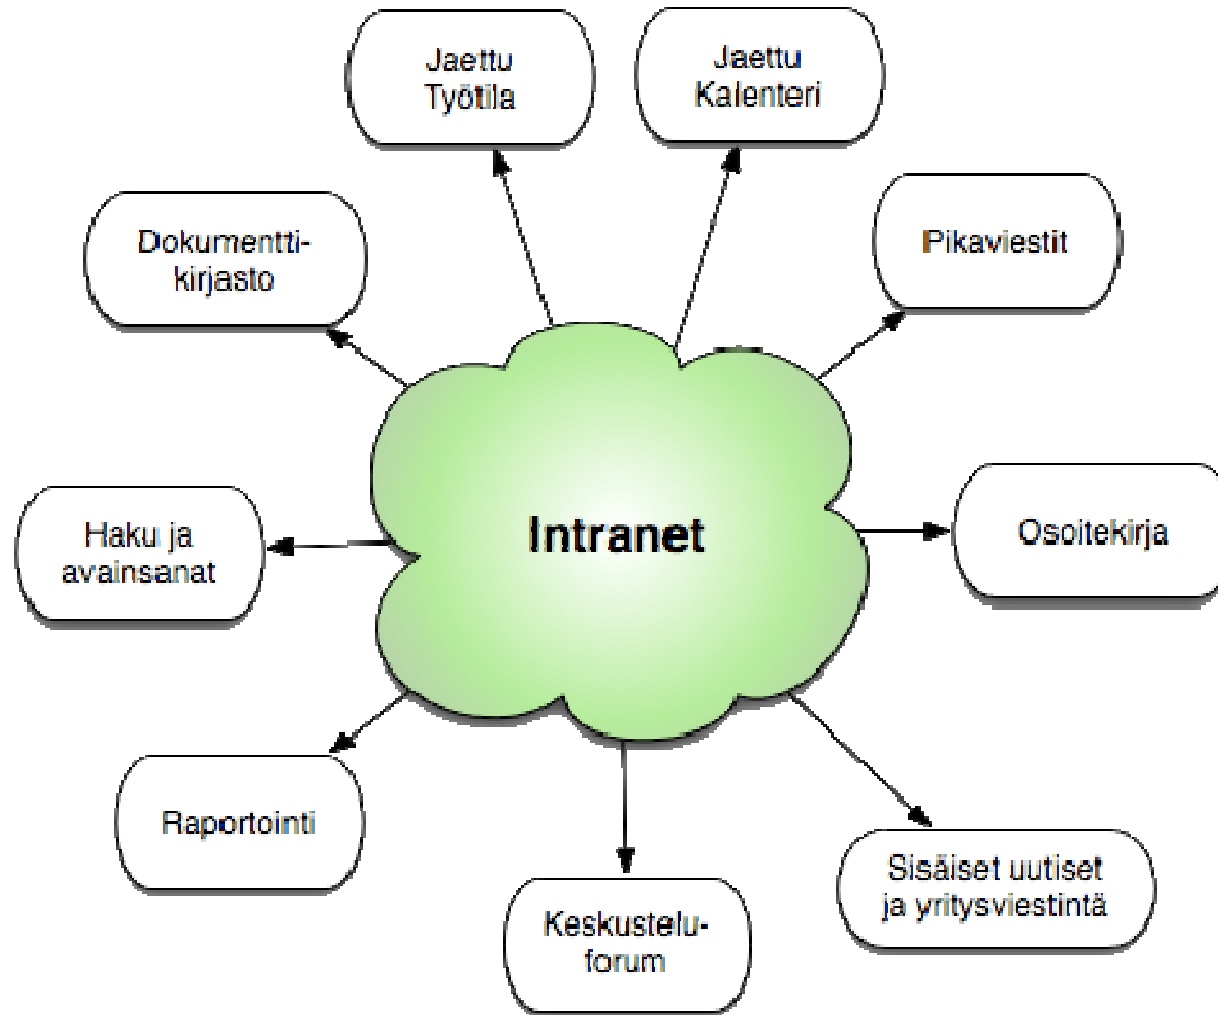 Jaettu
Työtila
Jaettu
Kalenteri
Dokumentti-
kirjasto
Pikaviestit
Haku ja
avainsanat
Intranet
Osoitekirja
Raportointi
Keskustelu-
forum
Sisäiset uutiset
ja yritysviestintä